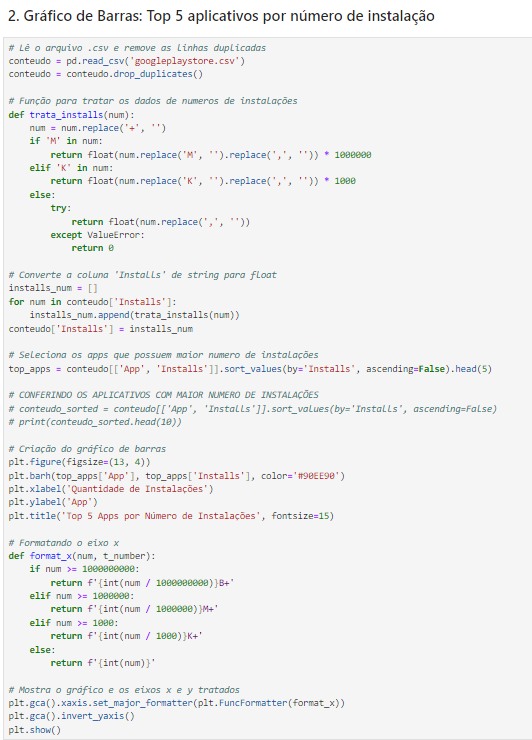 2. Gráfico de Barras: Top 5 aplicativos por número de instalação
# Lê o arquivo .csv e remove as linhas duplicadas
conteudo = pd.read_csv('googleplaystore.csv')
conteudo = conteudo.drop_duplicates()
# Função para tratar os dados de numeros de instalações
def trata_installs(num):
    num = num.replace('+', '')
    if 'M' in num:
        return float(num.replace('M', '').replace(',', '')) * 1000000
    elif 'K' in num:
        return float(num.replace('K', '').replace(',', '')) * 1000
    else:
        try:
            return float(num.replace(',', ''))
        except ValueError:
            return 0
# Converte a coluna 'Installs' de string para float
installs_num = []
for num in conteudo['Installs']:
    installs_num.append(trata_installs(num))
conteudo['Installs'] = installs_num
# Seleciona os apps que possuem maior numero de instalações
top_apps = conteudo[['App', 'Installs']].sort_values(by='Installs', ascending=False).head(5)
# CONFERINDO OS APLICATIVOS COM MAIOR NUMERO DE INSTALAÇÕES
# conteudo_sorted = conteudo[['App', 'Installs']].sort_values(by='Installs', ascending=False)
# print(conteudo_sorted.head(10))
# Criação do gráfico de barras
plt.figure(figsize=(13, 4))
plt.barh(top_apps['App'], top_apps['Installs'], color='#90EE90')
plt.xlabel('Quantidade de Instalações')
plt.ylabel('App')
plt.title('Top 5 Apps por Número de Instalações', fontsize=15)
# Formatando o eixo x
def format_x(num, t_number):
    if num >= 1000000000:
        return f'{int(num / 1000000000)}B+'
    elif num >= 1000000:
        return f'{int(num / 1000000)}M+'
    elif num >= 1000:
        return f'{int(num / 1000)}K+'
    else:
        return f'{int(num)}'
# Mostra o gráfico e os eixos x e y tratados
plt.gca().xaxis.set_major_formatter(plt.FuncFormatter(format_x))
plt.gca().invert_yaxis()
plt.show()